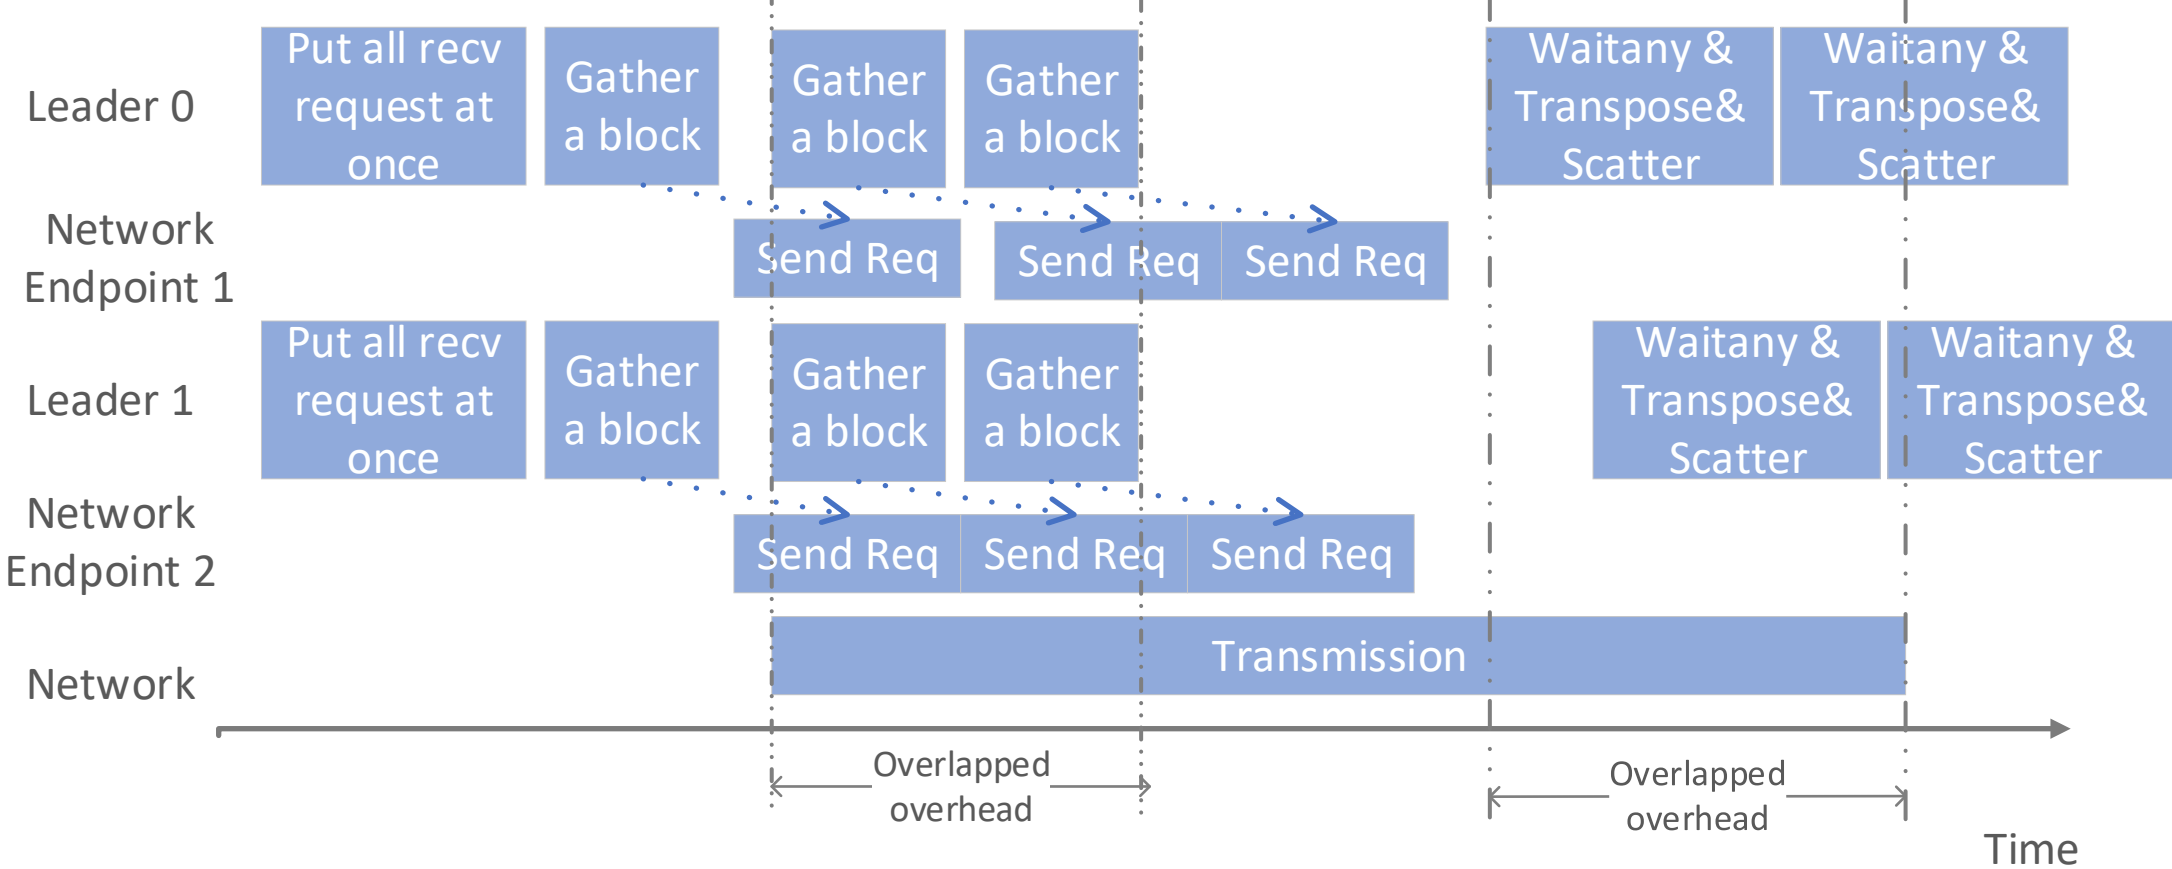 Leader 0
Put all recv
request at
once
Gather
a block
Gather
a block
Gather
a block
Waitany &
Transpose&
Scatter
Waitany &
Transpose&
Scatter
Network
Endpoint 1
Send Req
Send Req
Send Req
Leader 1
Put all recv
request at
once
Gather
a block
Gather
a block
Gather
a block
Waitany &
Transpose&
Scatter
Waitany &
Transpose&
Scatter
Network
Endpoint 2
Send Req
Send Req
Send Req
Network
Transmission
Overlapped
overhead
Overlapped
overhead
Time